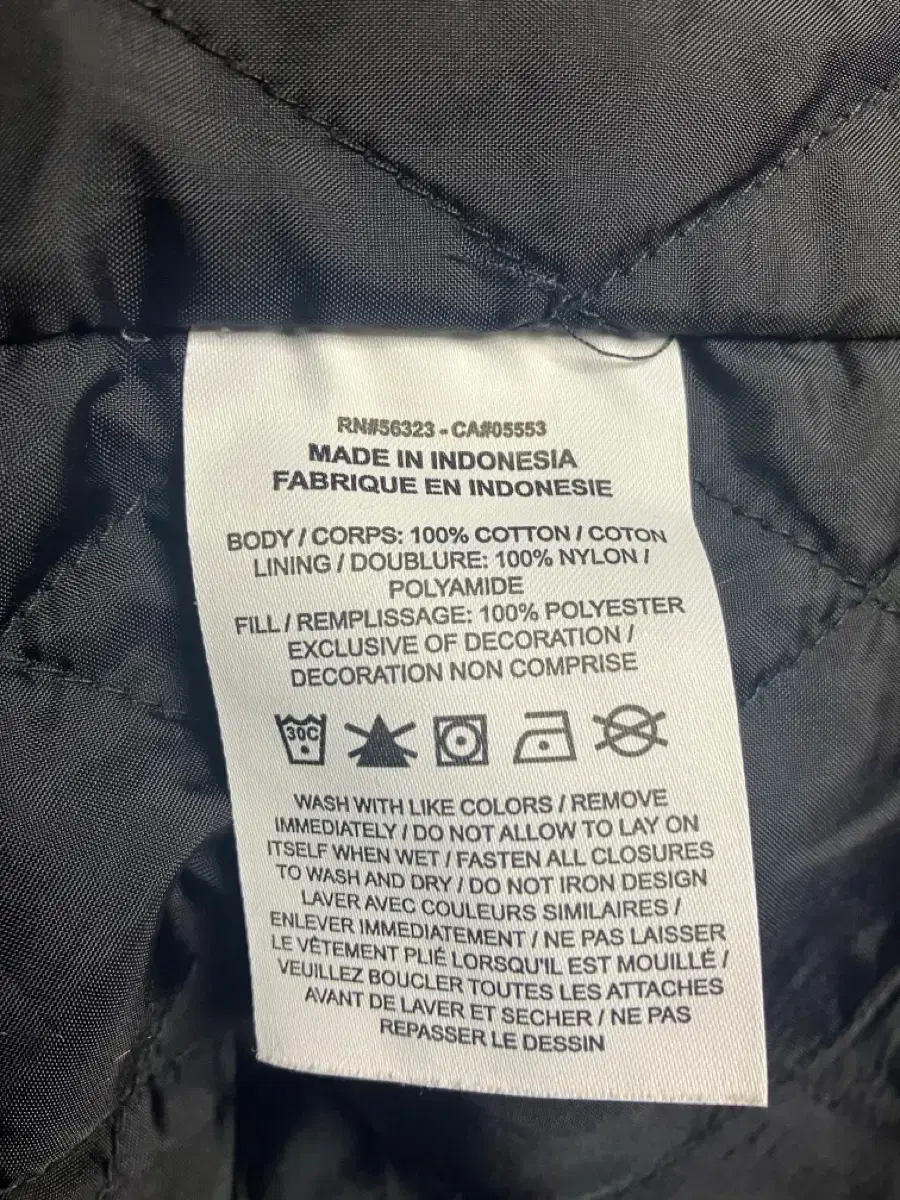 RN#56323 - CA#05553
MADE IN INDONESIA
FABRIQUE EN INDONESIE
BODY / CORPS: 100% COTTON / COTON
LINING / DOUBLURE: 100% NYLON /
POLYAMIDE
FILL / REMPLISSAGE: 100% POLYESTER
EXCLUSIVE OF DECORATION /
DECORATION NON COMPRISE
30C
WASH WITH LIKE COLORS / REMOVE
IMMEDIATELY / DO NOT ALLOW TO LAY ON
ITSELF WHEN WET / FASTEN ALL CLOSURES
TO WASH AND DRY / DO NOT IRON DESIGN
LAVER AVEC COULEURS SIMILAIRES /
ENLEVER IMMEDIATEMENT / NE PAS LAISSER
LE VÊTEMENT PLIÉ LORSQU'IL EST MOUILLÉ /
VEUILLEZ BOUCLER TOUTES LES ATTACHES
AVANT DE LAVER ET SECHER / NE PAS
REPASSER LE DESSIN